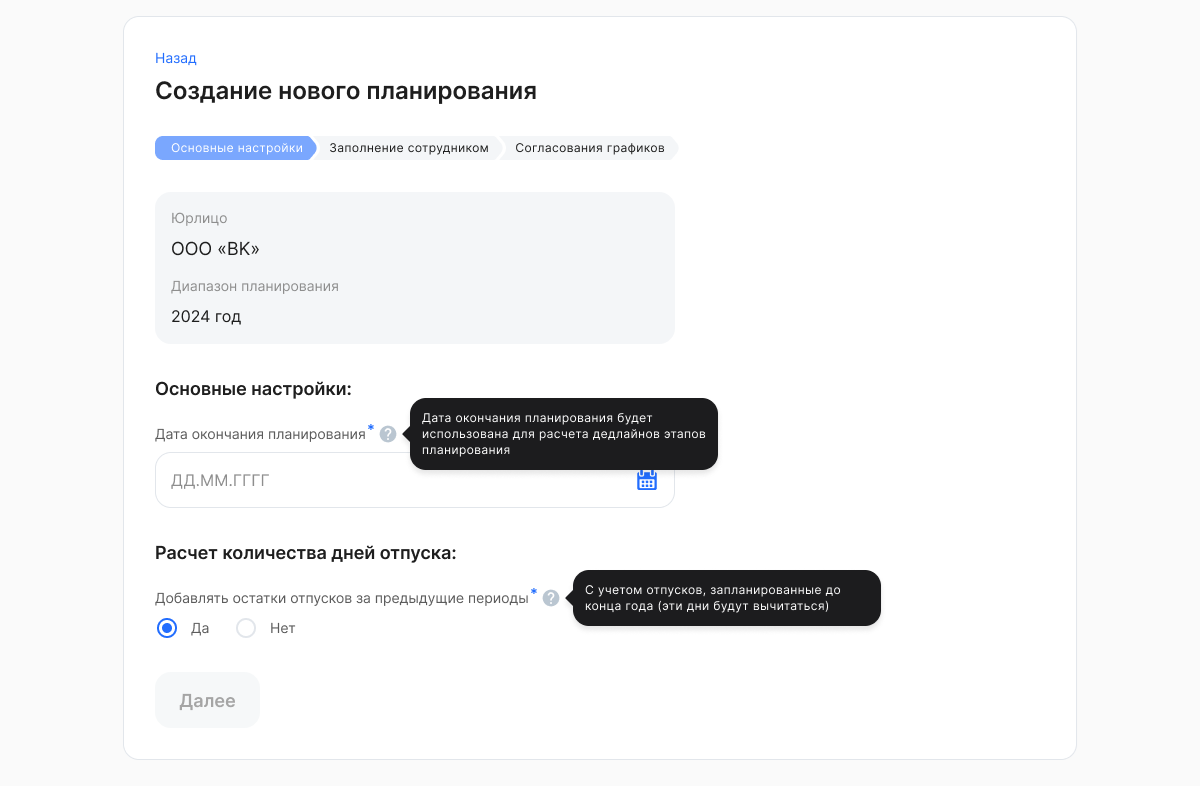 Назад
Создание нового планирования
Основные настройки
Заполнение сотрудником
Согласования графиков
Юрлицо
ООО «ВК»
Диапазон планирования
2024 год
Основные настройки:
Дата окончания планирования*
?
Дата окончания планирования будет
использована для расчета дедлайнов этапов
планирования
ДД.ММ.ГГГГ
Расчет количества дней отпуска:
Добавлять остатки отпусков за предыдущие периоды*
?
С учетом отпусков, запланированные до
конца года (эти дни будут вычитаться)
Да
Нет
Далее